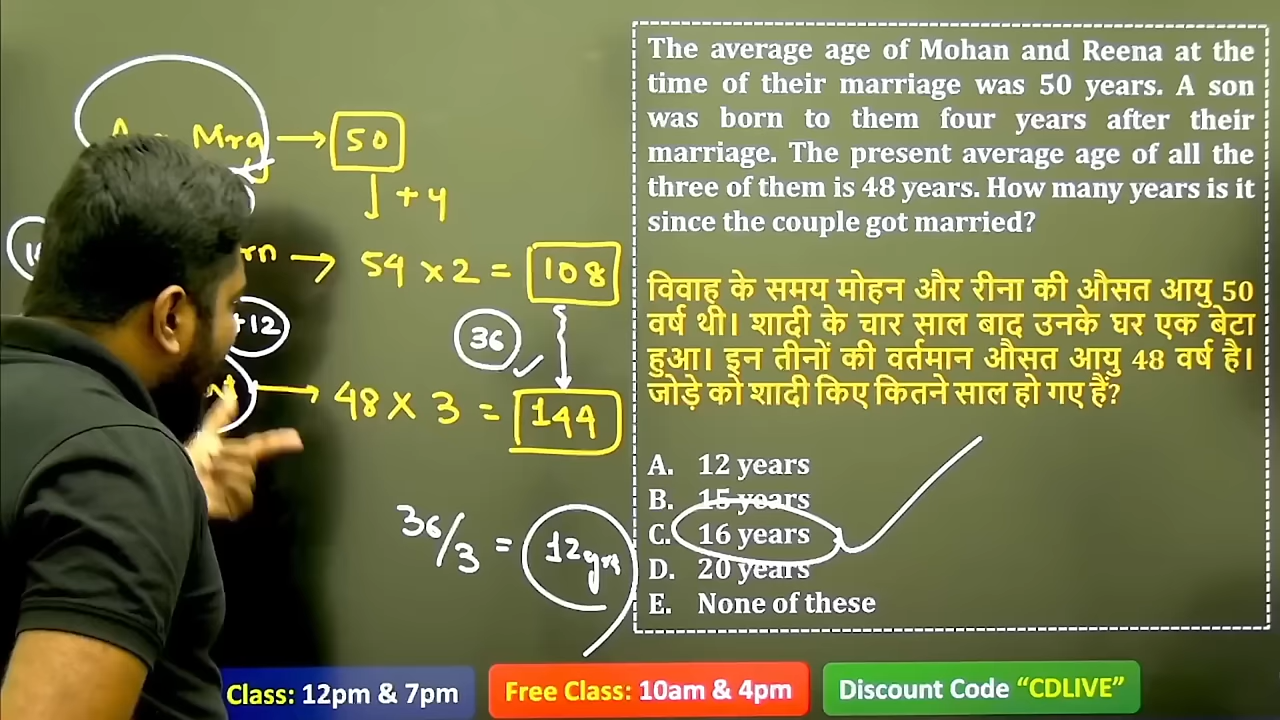 The average age of Mohan and Reena at the
time of their marriage was 50 years. A son
was born to them four years after their
marriage. The present average age of all the
three of them is 48 years. How many years is it
since the couple got married?
विवाह के समय मोहन और रीना की औसत आयु 50
वर्ष थी। शादी के चार साल बाद उनके घर एक बेटा
हुआ। इन तीनों की वर्तमान औसत आयु 48 वर्ष है।
जोड़े को शादी किए कितने साल हो गए हैं?
A. 12 years
B. 15 years
C. 16 years
D. 20 years
E. None of these
Mrg → 50
+ 4
→ 54 × 2 = 108
+12
36
→ 48 × 3 = 144
36/3 = 12yrs
Class: 12pm & 7pm
Free Class: 10am & 4pm
Discount Code “CDLIVE”